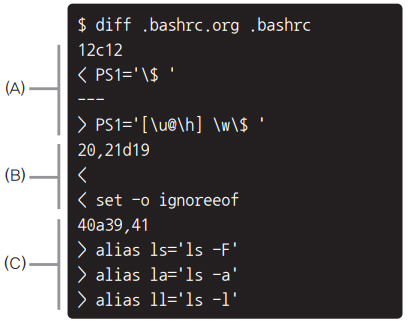 $ diff .bashrc.org .bashrc
12c12
< PS1='\$ '
---
> PS1='[\u@\h] \w\$ '
20,21d19
<
< set -o ignoreeof
40a39,41
> alias ls='ls -F'
> alias la='ls -a'
> alias ll='ls -l'
(A)
(B)
(C)